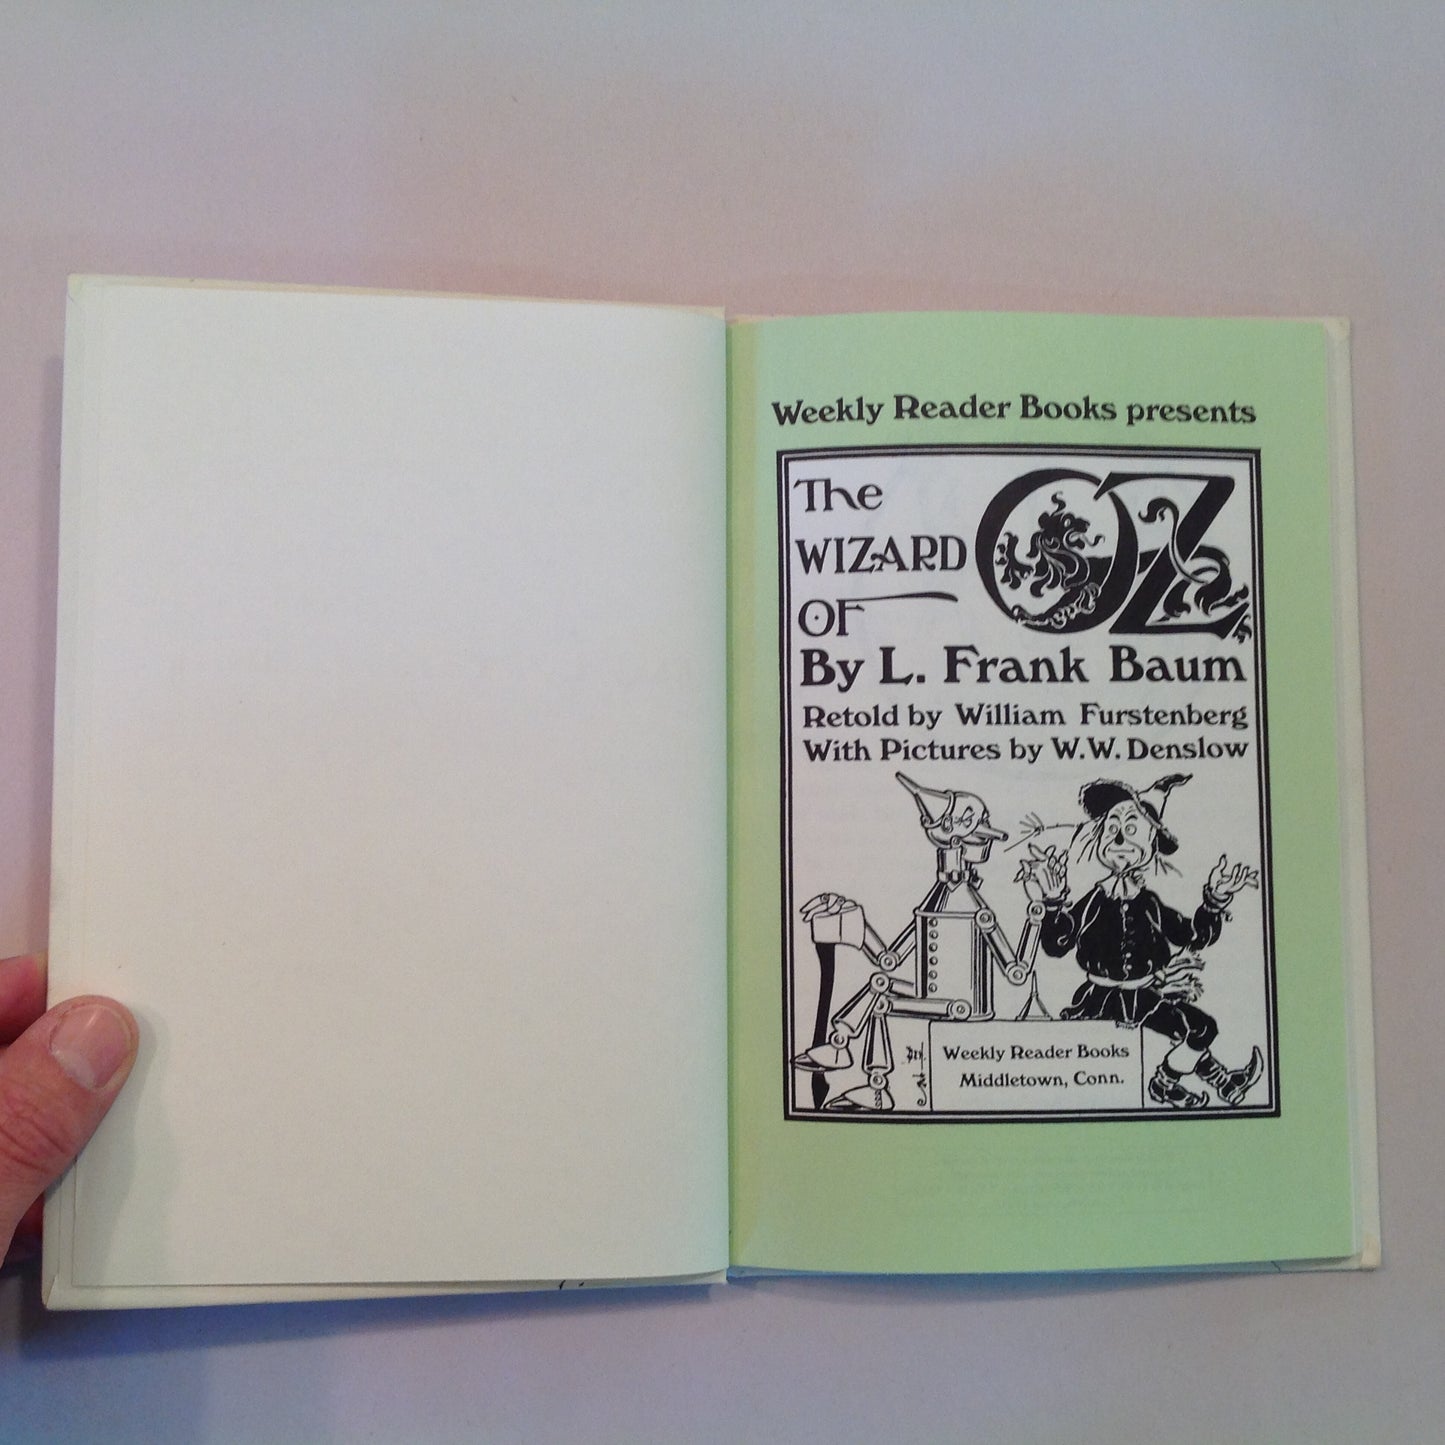 Weekly Reader Books presents
The
WIZARD
OF
OZ
By L. Frank Baum
Retold by William Furstenberg
With Pictures by W.W. Denslow
Weekly Reader Books
Middletown, Conn.